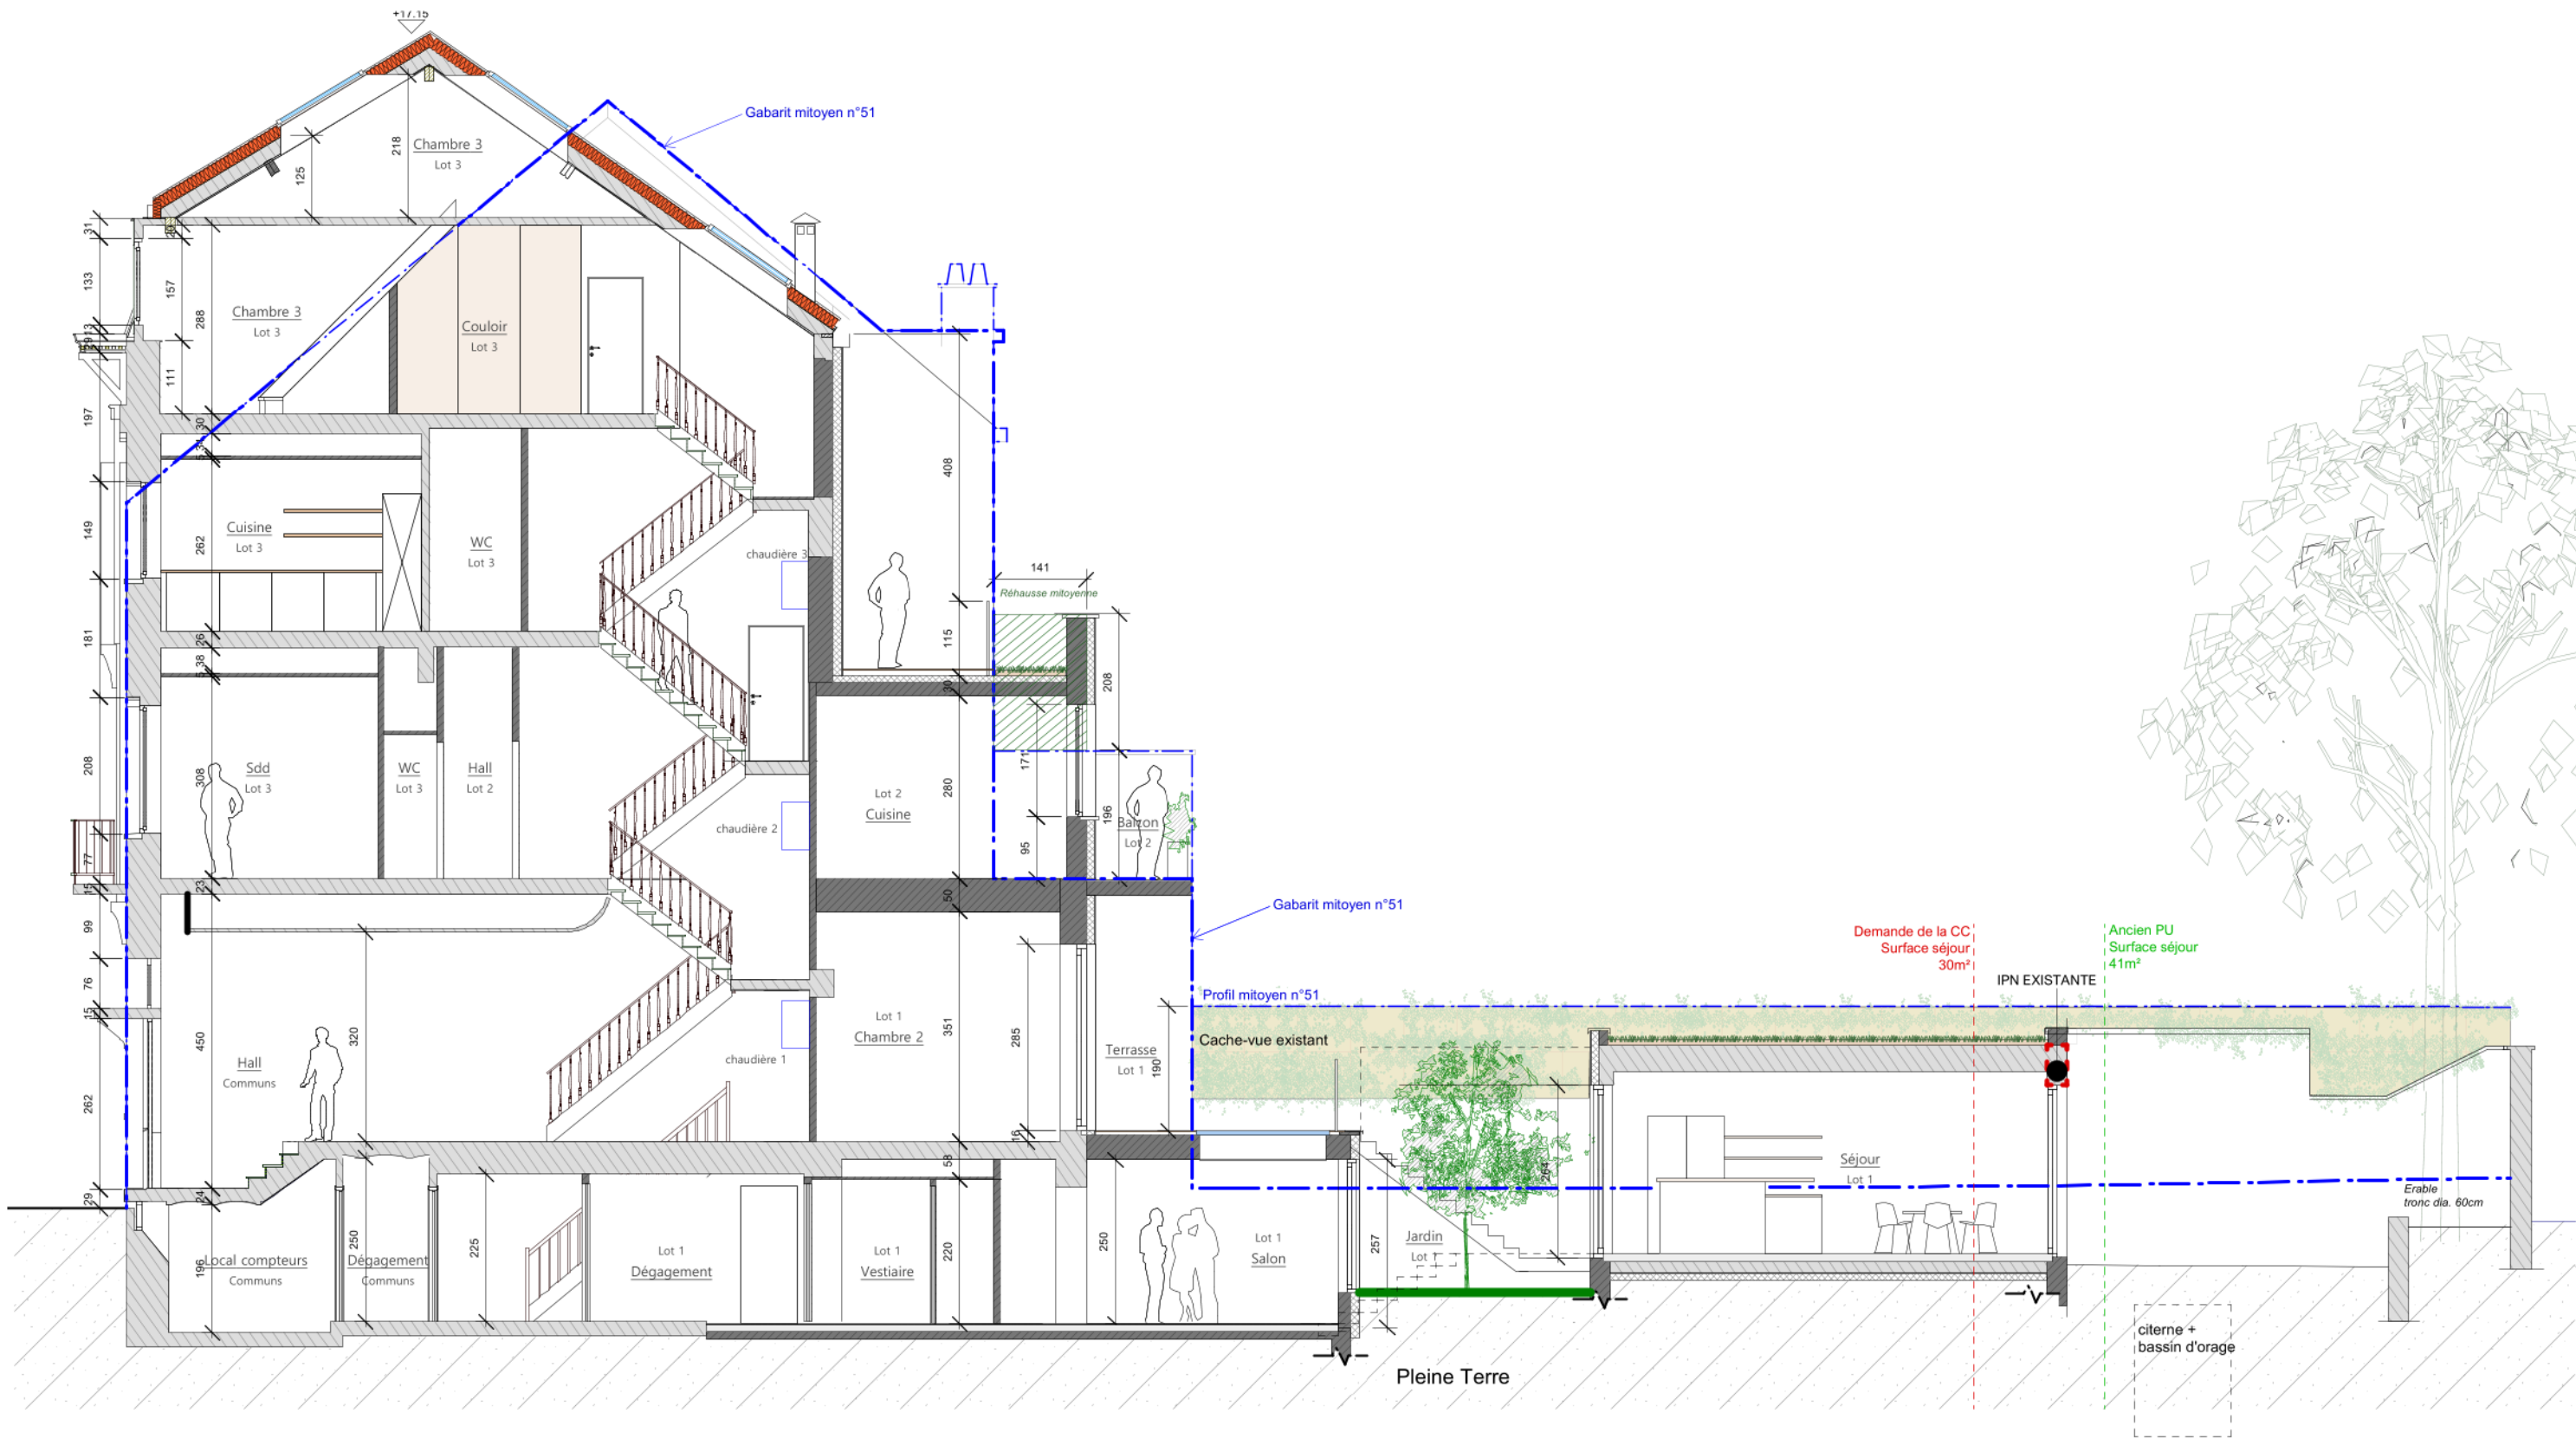 +17.15
Gabarit mitoyen n°51
218
Chambre 3
Lot 3
125
31
133
157
288
Chambre 3
Lot 3
Couloir
Lot 3
13
111
197
30
408
149
Cuisine
Lot 3
262
WC
Lot 3
chaudière 3
141
Réhausse mitoyenne
115
181
26
38
5
30
208
208
Sdd
Lot 3
308
WC
Lot 3
Hall
Lot 2
Lot 2
Cuisine
280
171
95
196
Balcon
Lot 2
chaudière 2
77
15
23
50
99
Gabarit mitoyen n°51
Demande de la CC
Surface séjour
30m²
Ancien PU
Surface séjour
41m²
IPN EXISTANTE
Profil mitoyen n°51
Cache-vue existant
76
15
450
320
Hall
Communs
262
chaudière 1
Lot 1
Chambre 2
351
285
Terrasse
Lot 1
190
16
58
264
Séjour
Lot 1
Erable
tronc dia. 60cm
29
24
196
Local compteurs
Communs
250
Dégagement
Communs
225
Lot 1
Dégagement
Lot 1
Vestiaire
220
250
Lot 1
Salon
257
Jardin
Lot 1
citerne +
bassin d'orage
Pleine Terre